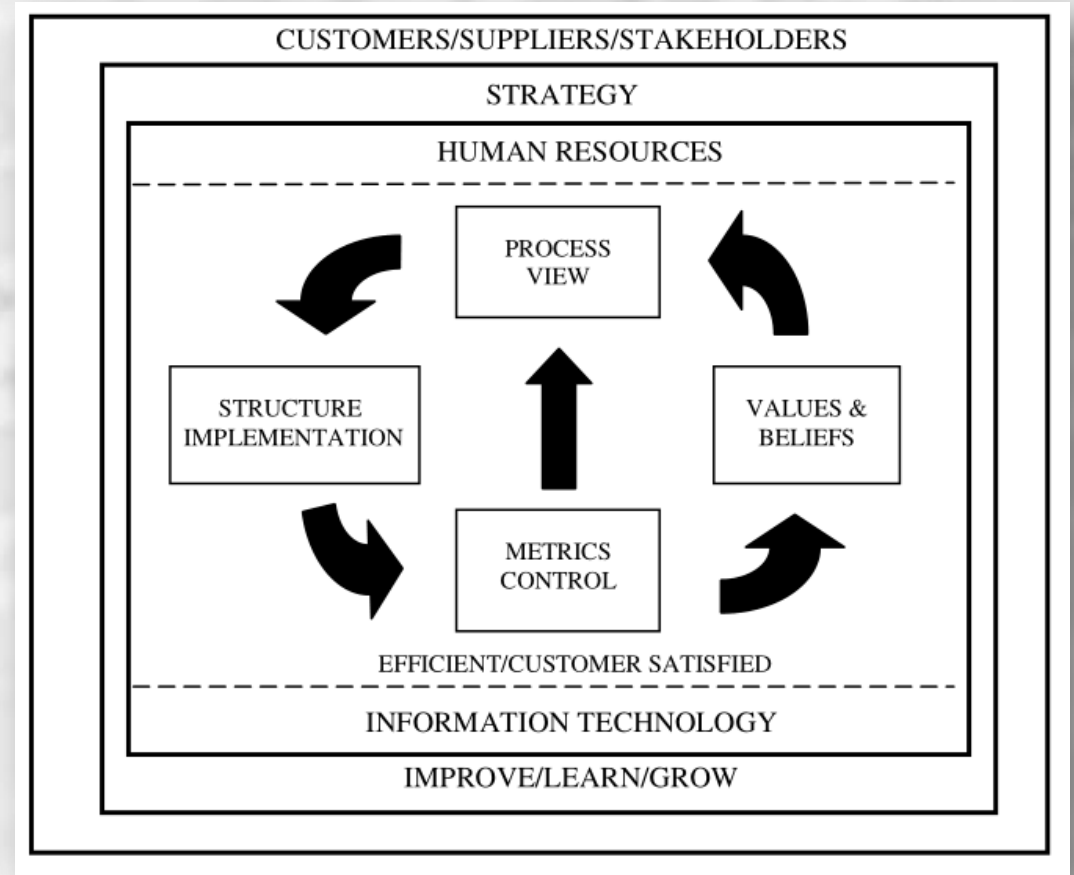 CUSTOMERS/SUPPLIERS/STAKEHOLDERS
STRATEGY
HUMAN RESOURCES
PROCESS
VIEW
STRUCTURE
IMPLEMENTATION
VALUES &
BELIEFS
METRICS
CONTROL
EFFICIENT/CUSTOMER SATISFIED
INFORMATION TECHNOLOGY
IMPROVE/LEARN/GROW